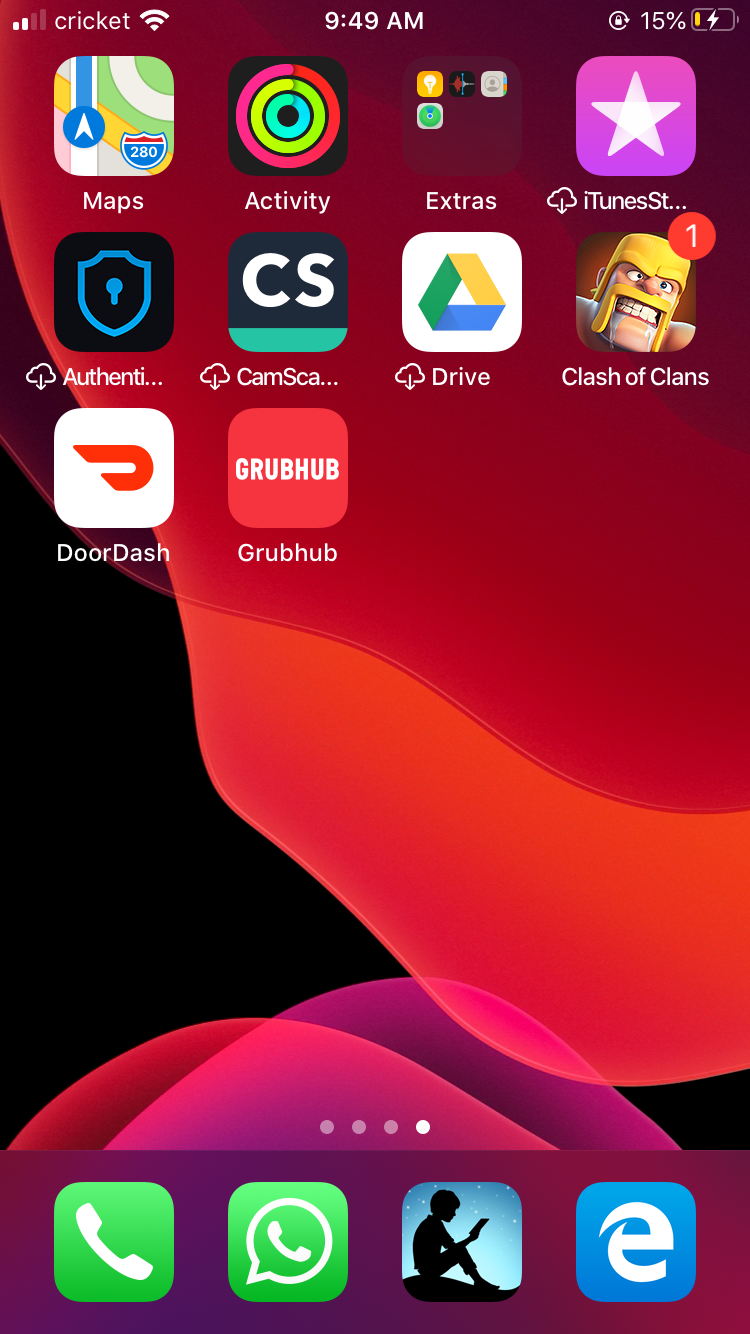 cricket 9:49 AM 15%
280
Maps Activity Extras iTunesSt...
1
CS
Authenti... CamSca... Drive Clash of Clans
GRUBHUB
DoorDash Grubhub